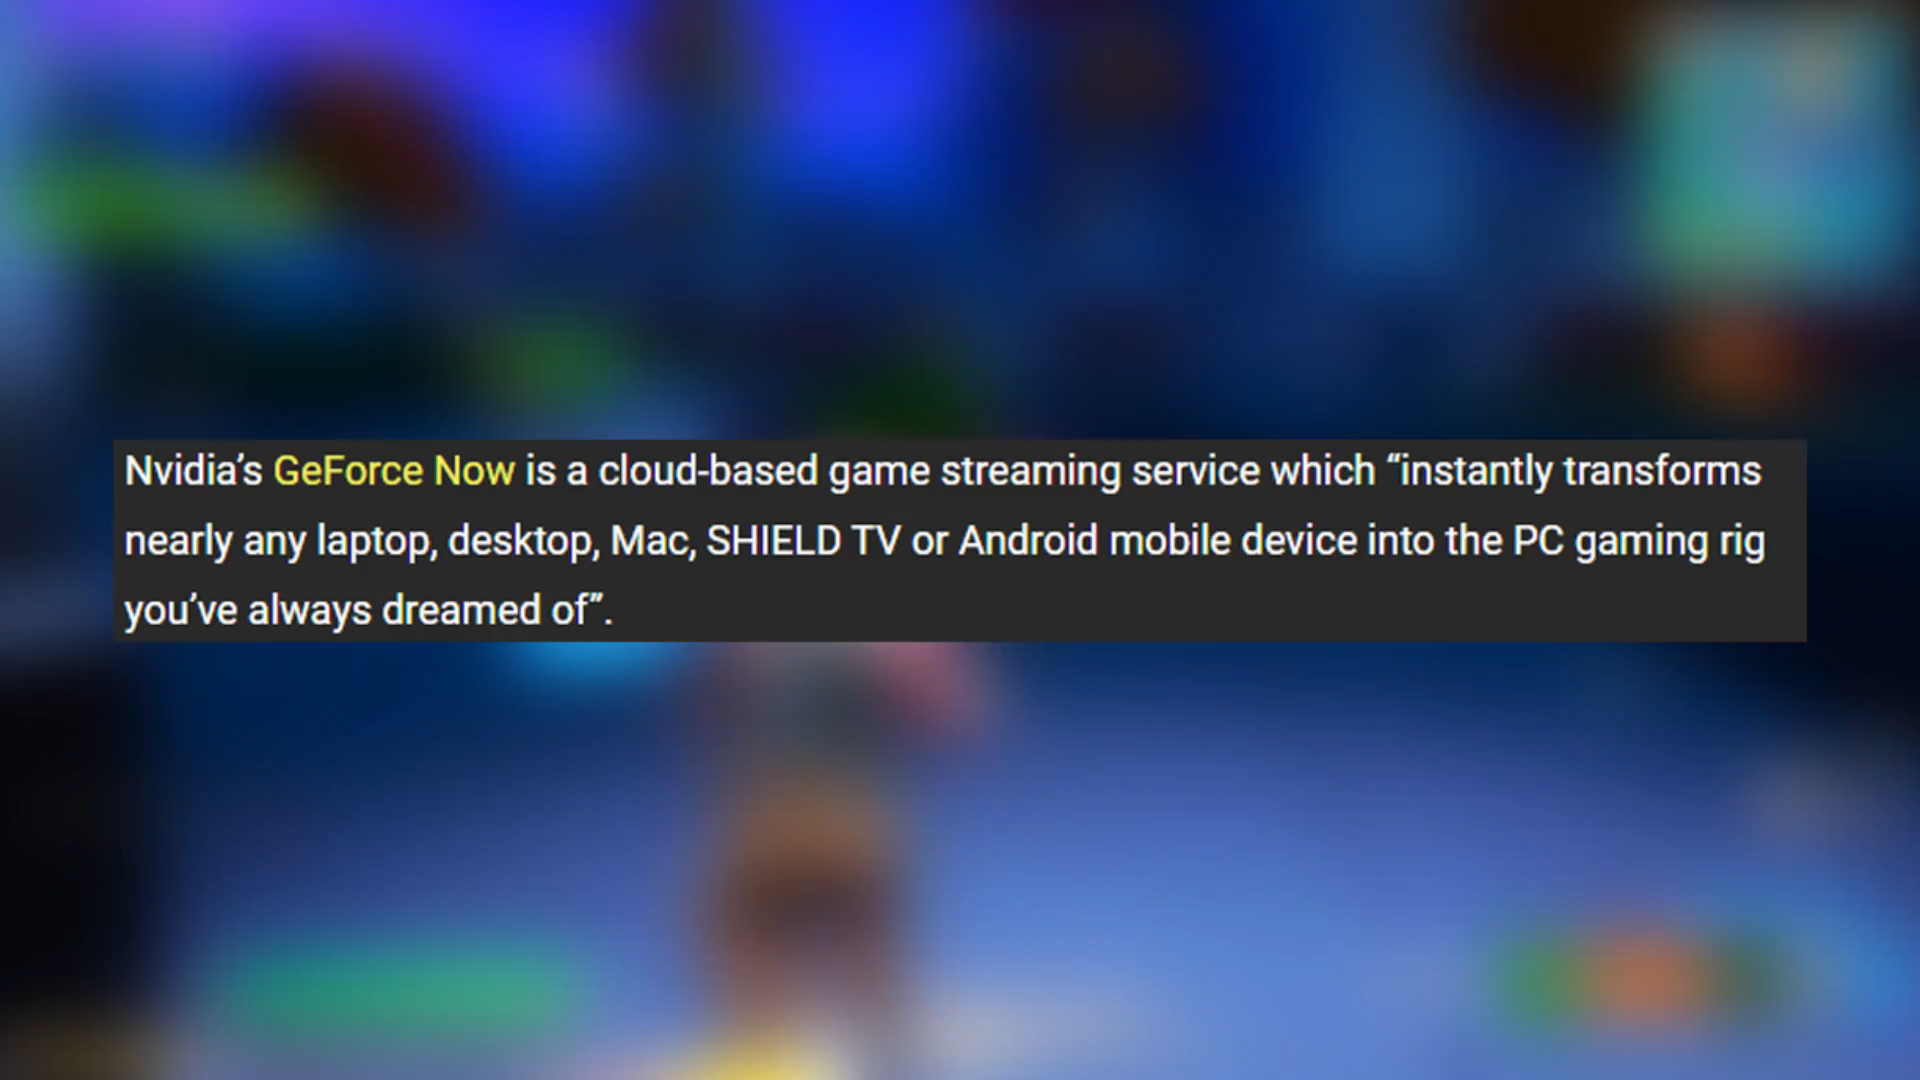 Nvidia’s GeForce Now is a cloud-based game streaming service which “instantly transforms
nearly any laptop, desktop, Mac, SHIELD TV or Android mobile device into the PC gaming rig
you’ve always dreamed of”.